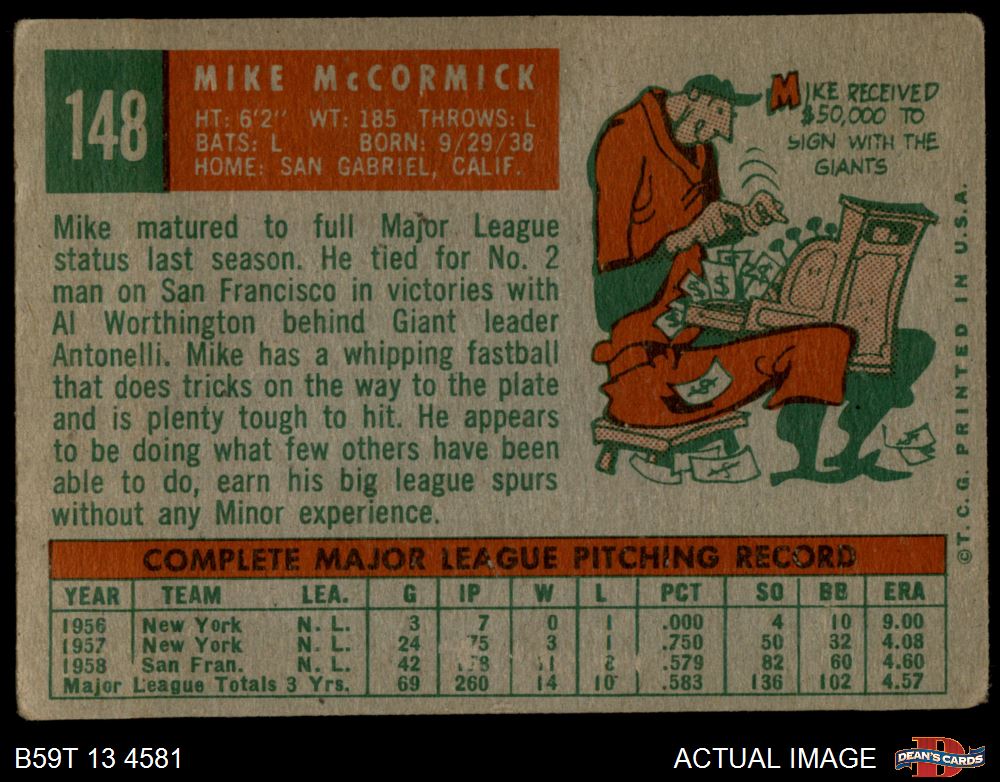 148
MIKE McCORMICK
HT: 6'2" WT: 185 THROWS: L
BATS: L BORN: 9/29/38
HOME: SAN GABRIEL, CALIF.
MIKE RECEIVED
$50,000 TO
SIGN WITH THE
GIANTS
Mike matured to full Major League
status last season. He tied for No. 2
man on San Francisco in victories with
Al Worthington behind Giant leader
Antonelli. Mike has a whipping fastball
that does tricks on the way to the plate
and is plenty tough to hit. He appears
to be doing what few others have been
able to do, earn his big league spurs
without any Minor experience.
©T.C.G. PRINTED IN U.S.A.
COMPLETE MAJOR LEAGUE PITCHING RECORD
YEAR TEAM LEA. G IP W L PCT SO BB ERA
1956 New York N. L. 3 7 0 1 .000 4 10 9.00
1957 New York N. L. 24 75 3 1 .750 50 32 4.08
1958 San Fran. N. L. 42 178 11 8 .579 82 60 4.60
Major League Totals 3 Yrs. 69 260 14 10 .583 136 102 4.57
B59T 13 4581
ACTUAL IMAGE
DEAN'S CARDS